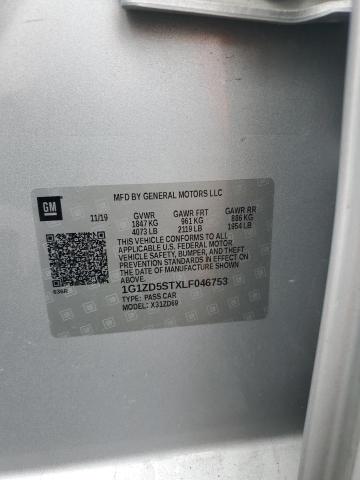 MFD BY GENERAL MOTORS LLC
GM
11/19 GVWR GAWR FRT GAWR RR
1847 KG 961 KG 886 KG
4073 LB 2119 LB 1954 LB
THIS VEHICLE CONFORMS TO ALL
APPLICABLE U.S. FEDERAL MOTOR
VEHICLE SAFETY, BUMPER, AND THEFT
PREVENTION STANDARDS IN EFFECT ON
THE DATE OF MANUFACTURE SHOWN
ABOVE.
1G1ZD5STXLF046753
TYPE: PASS CAR
MODEL: X31ZD69